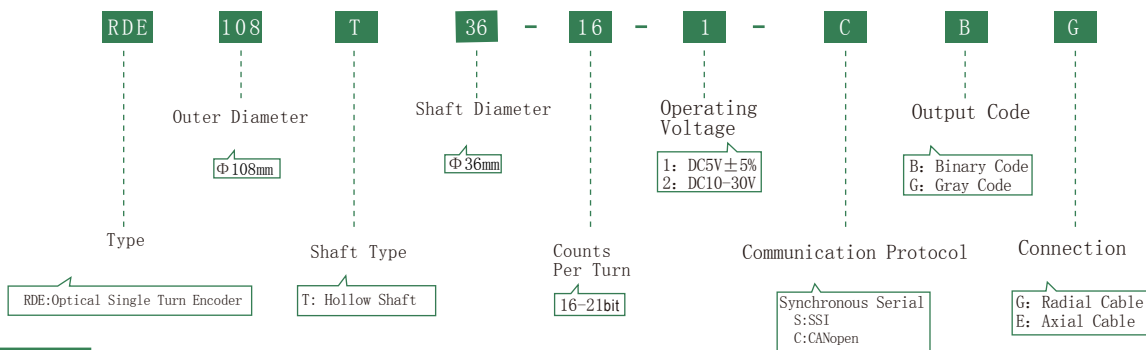 RDE 108 T 36 - 16 - 1 - C B G
Outer Diameter
Φ108mm
Shaft Diameter
Φ36mm
Operating
Voltage
1: DC5V±5%
2: DC10-30V
Output Code
B: Binary Code
G: Gray Code
Type
RDE:Optical Single Turn Encoder
Shaft Type
T: Hollow Shaft
Counts
Per Turn
16-21bit
Communication Protocol
Synchronous Serial
S:SSI
C:CANopen
Connection
G: Radial Cable
E: Axial Cable